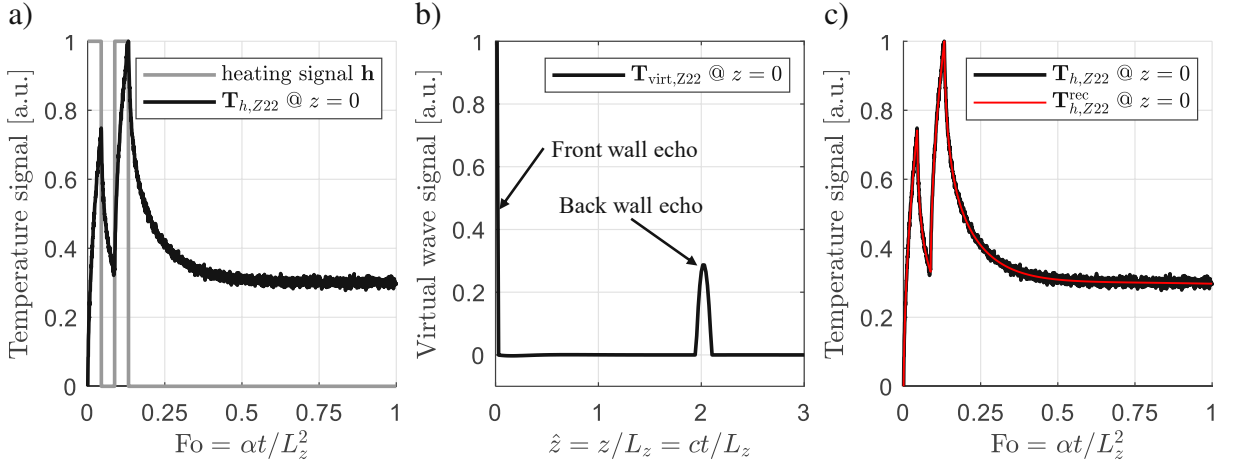 a)
Temperature signal [a.u.]
1
0.8
0.6
0.4
0.2
0
heating signal h
T_{h,Z22} @ z = 0
0 0.25 0.5 0.75 1
Fo = αt/L_z^2
b)
Virtual wave signal [a.u.]
1
0.8
0.6
0.4
0.2
0
T_{virt,Z22} @ z = 0
Front wall echo
Back wall echo
0 1 2 3
ẑ = z/L_z = ct/L_z
c)
Temperature signal [a.u.]
1
0.8
0.6
0.4
0.2
0
T_{h,Z22} @ z = 0
T_{h,Z22}^{rec} @ z = 0
0 0.25 0.5 0.75 1
Fo = αt/L_z^2